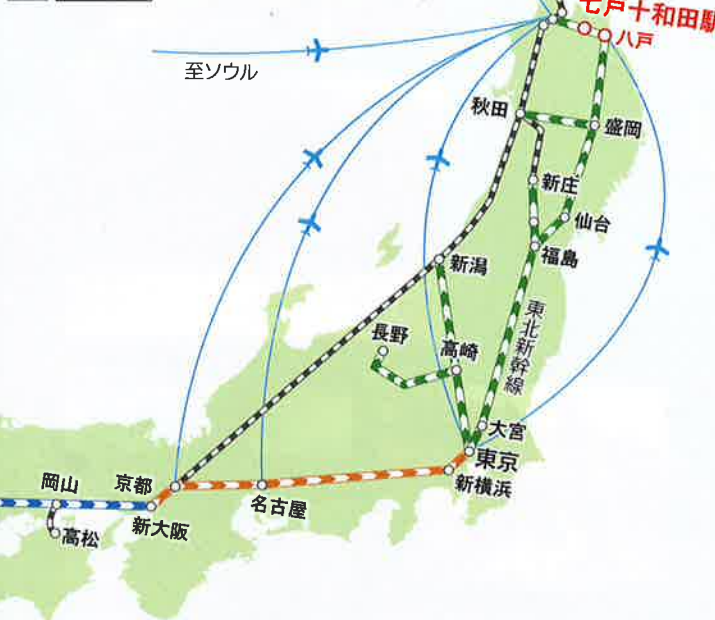 七戸十和田駅
八戸
至ソウル
秋田
盛岡
新庄
仙台
福島
新潟
東北新幹線
長野
高崎
大宮
東京
新横浜
岡山
京都
名古屋
新大阪
高松